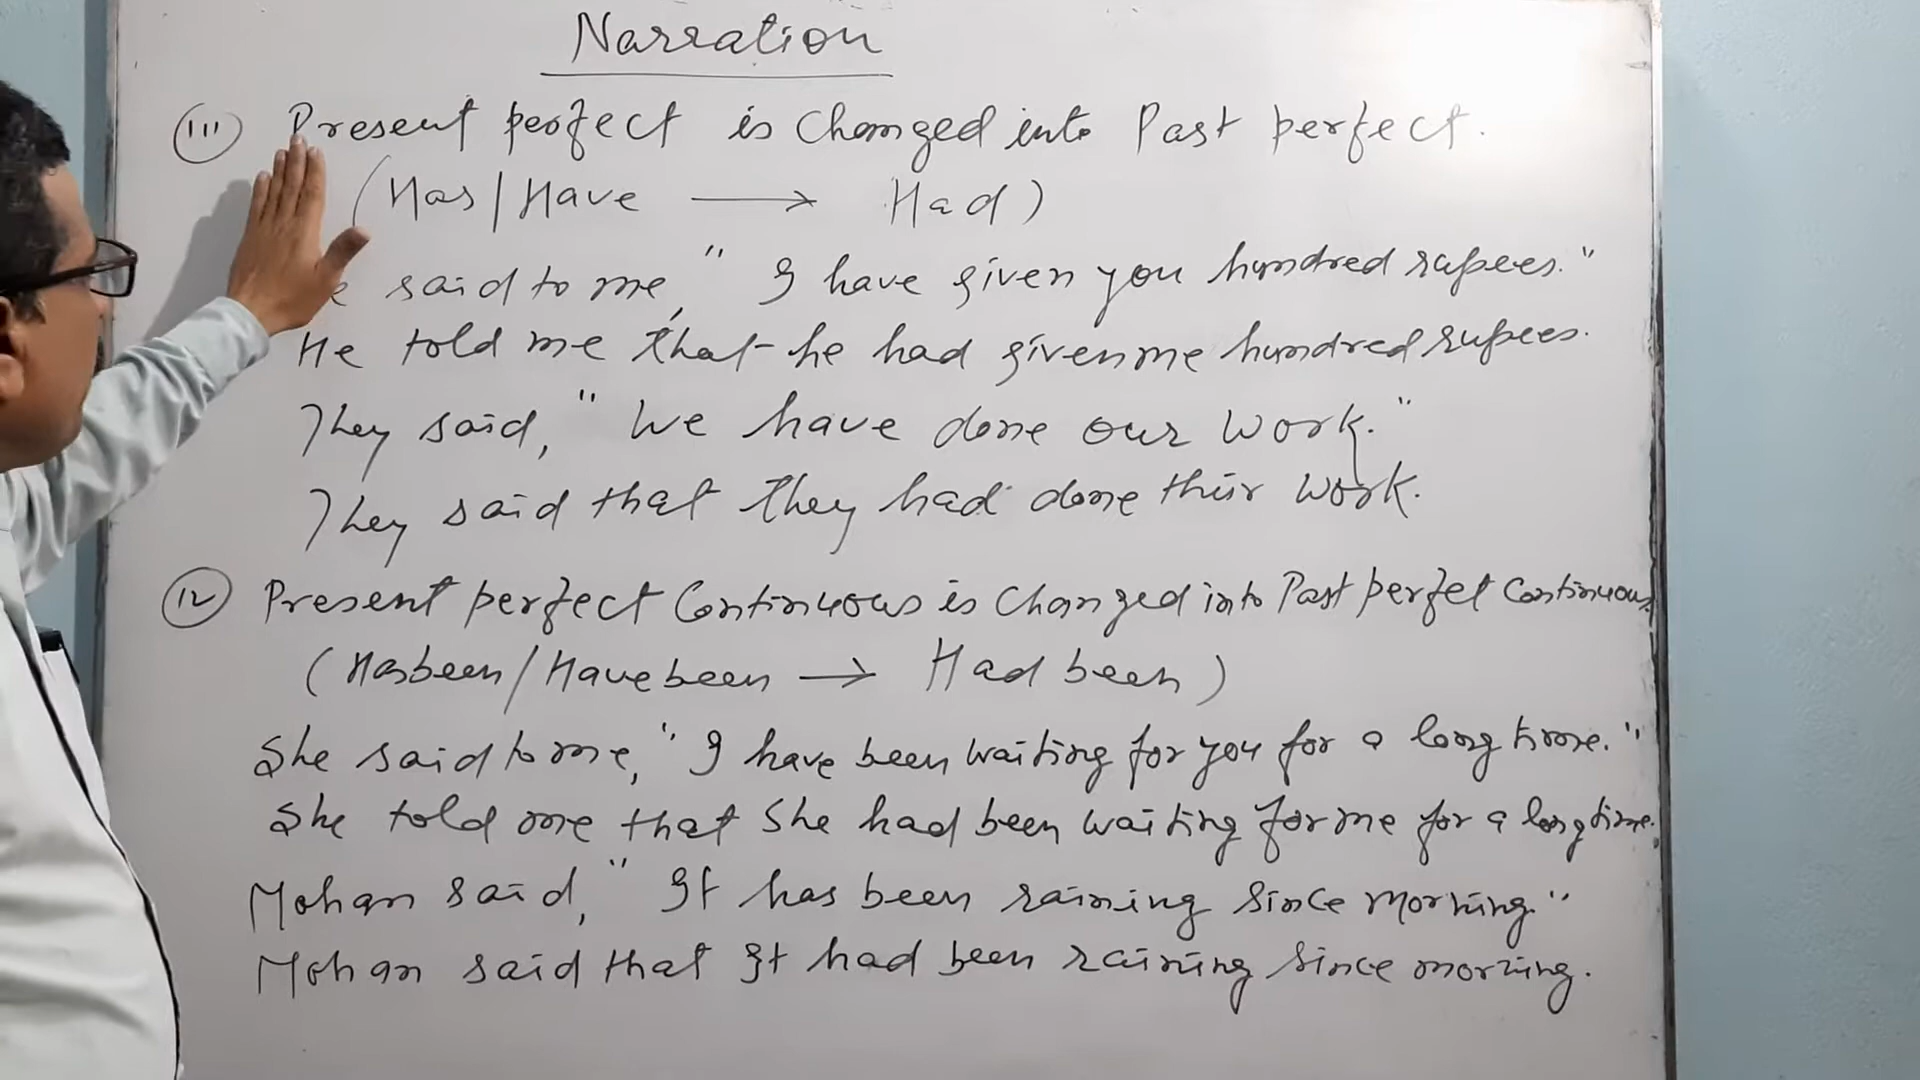 Narration
(III) Present perfect is changed into Past perfect.
(Has/Have → Had)
said to me, "I have given you hundred rupees."
He told me that he had given me hundred rupees.
They said, "We have done our work."
They said that they had done their work.
(IV) Present perfect Continuous is changed into Past perfet Continuous.
(Has been/Have been → Had been)
She said to me, "I have been waiting for you for a long time."
She told me that She had been waiting for me for a long time.
Mohan said, "It has been raining since morning."
Mohan said that It had been raining since morning.